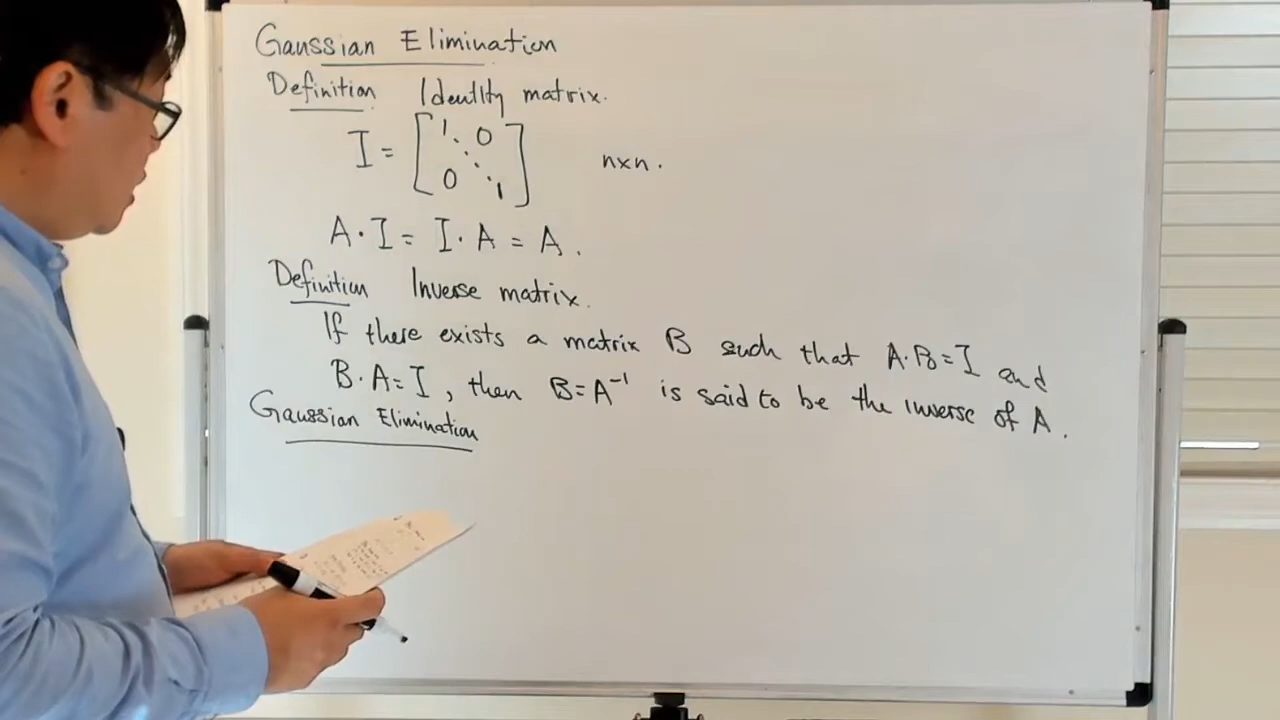 Gaussian Elimination
Definition Identity matrix.
I = [1 0 0 1] n×n.
A·I = I·A = A.
Definition Inverse matrix.
If there exists a matrix B such that A·B=I and
B·A=I, then B=A⁻¹ is said to be the inverse of A.
Gaussian Elimination